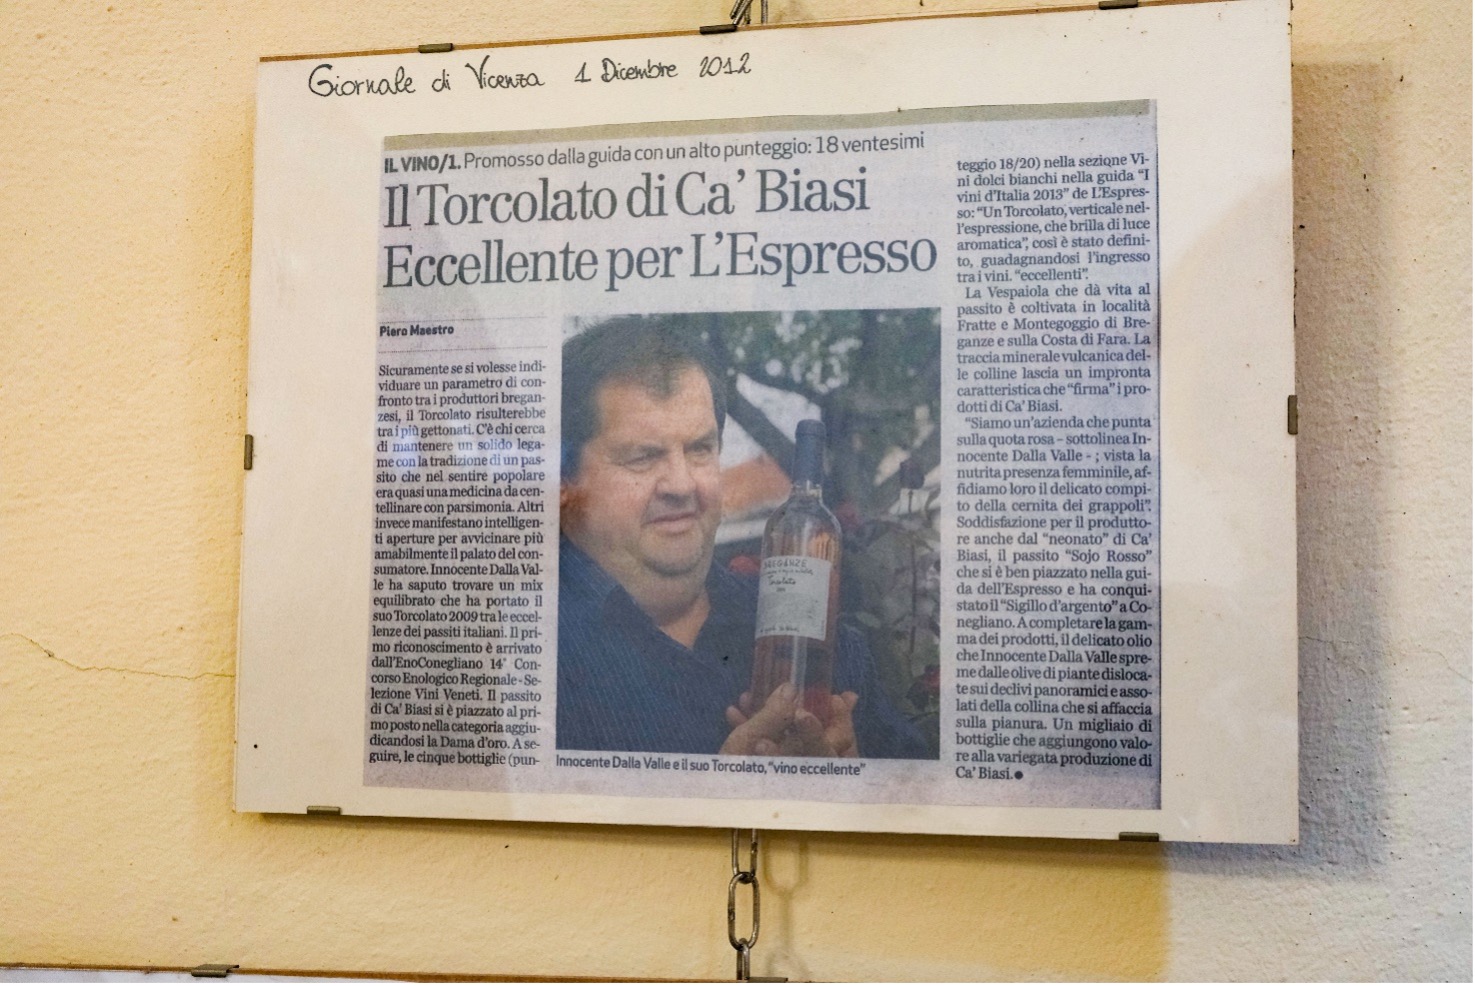 Giornale di Vicenza 1 Dicembre 2012
IL VINO/1. Promosso dalla guida con un alto punteggio: 18 ventesimi
Il Torcolato di Ca' Biasi
Eccellente per L'Espresso
Piero Maestro
Sicuramente se si volesse indi-
viduare un parametro di con-
fronto tra i produttori bregan-
zesi, il Torcolato risulterebbe
tra i più gettonati. C'è chi cerca
di mantenere un solido lega-
me con la tradizione di un pas-
sito che nel sentire popolare
era quasi una medicina da cen-
tellinare con parsimonia. Altri
invece manifestano intelligen-
ti aperture per avvicinare più
amabilmente il palato del con-
sumatore. Innocente Dalla Val-
le ha saputo trovare un mix
equilibrato che ha portato il
suo Torcolato 2009 tra le eccel-
lenze dei passiti italiani. Il pri-
mo riconoscimento è arrivato
dall'EnoConegliano 14° Con-
corso Enologico Regionale - Se-
lezione Vini Veneti. Il passito
di Ca' Biasi si è piazzato al pri-
mo posto nella categoria aggiu-
dicandosi la Dama d'oro. A se-
guire, le cinque bottiglie (pun-
BREGANZE
Torcolato
Innocente Dalla Valle e il suo Torcolato, "vino eccellente"
teggio 18/20) nella sezione Vi-
ni dolci bianchi nella guida "I
vini d'Italia 2013" de L'Espres-
so: "Un Torcolato, verticale nel-
l'espressione, che brilla di luce
aromatica", così è stato defini-
to, guadagnandosi l'ingresso
tra i vini. "eccellenti".
La Vespaiola che dà vita al
passito è coltivata in località
Fratte e Montegoggio di Bre-
ganze e sulla Costa di Fara. La
traccia minerale vulcanica del-
le colline lascia un impronta
caratteristica che "firma" i pro-
dotti di Ca' Biasi.
"Siamo un'azienda che punta
sulla quota rosa - sottolinea In-
nocente Dalla Valle - ; vista la
nutrita presenza femminile, af-
fidiamo loro il delicato compi-
to della cernita dei grappoli".
Soddisfazione per il produtto-
re anche dal "neonato" di Ca'
Biasi, il passito "Sojo Rosso"
che si è ben piazzato nella gui-
da dell'Espresso e ha conqui-
stato il "Sigillo d'argento" a Co-
negliano. A completare la gam-
ma dei prodotti, il delicato olio
che Innocente Dalla Valle spre-
me dalle olive di piante disloca-
te sui declivi panoramici e asso-
lati della collina che si affaccia
sulla pianura. Un migliaio di
bottiglie che aggiungono valo-
re alla variegata produzione di
Ca' Biasi.●